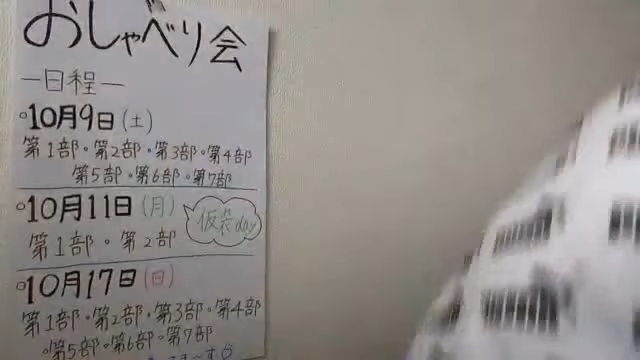 おしゃべり会
ー日程ー
○10月9日(土)
第1部。第2部。第3部。第4部
第5部。第6部。第7部
○10月11日(月)
仮装day
第1部。第2部
○10月17日(日)
第1部。第2部。第3部。第4部
。第5部。第6部。第7部